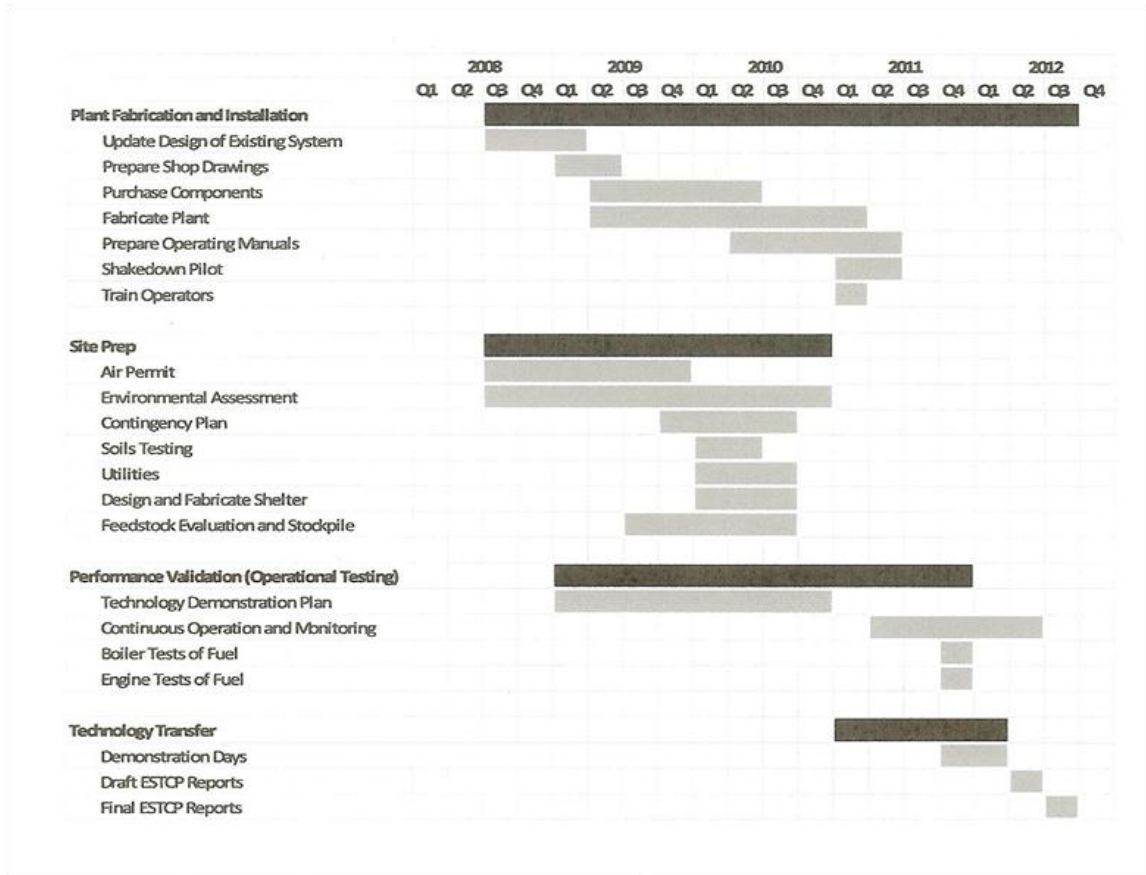 2008 2009 2010 2011 2012
Q1 Q2 Q3 Q4 Q1 Q2 Q3 Q4 Q1 Q2 Q3 Q4 Q1 Q2 Q3 Q4 Q1 Q2 Q3 Q4
Plant Fabrication and Installation
Update Design of Existing System
Prepare Shop Drawings
Purchase Components
Fabricate Plant
Prepare Operating Manuals
Shakedown Pilot
Train Operators
Site Prep
Air Permit
Environmental Assessment
Contingency Plan
Soils Testing
Utilities
Design and Fabricate Shelter
Feedstock Evaluation and Stockpile
Performance Validation (Operational Testing)
Technology Demonstration Plan
Continuous Operation and Monitoring
Boiler Tests of Fuel
Engine Tests of Fuel
Technology Transfer
Demonstration Days
Draft ESTCP Reports
Final ESTCP Reports